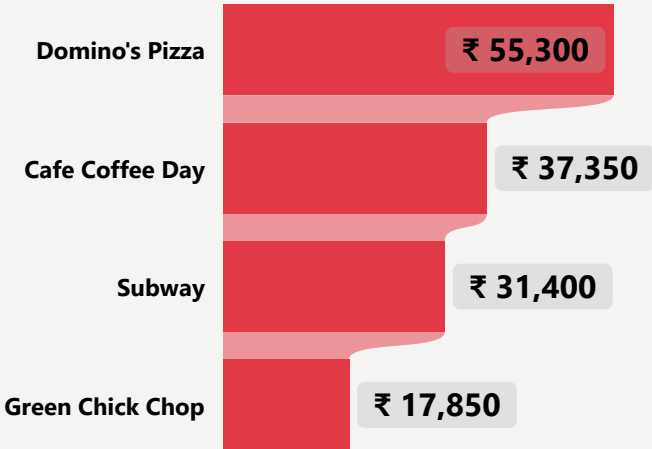 Domino's Pizza
₹ 55,300
Cafe Coffee Day
₹ 37,350
Subway
₹ 31,400
Green Chick Chop
₹ 17,850